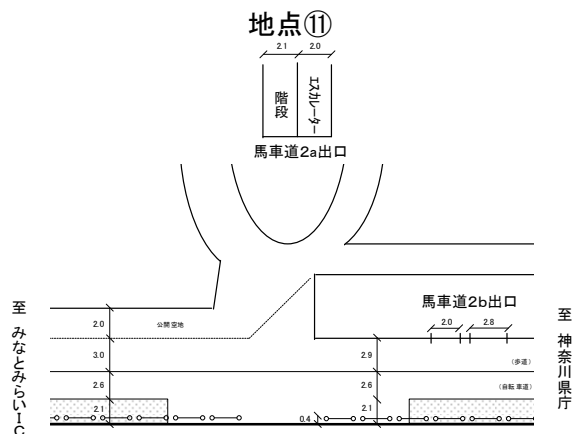 地点⑪
2.1 2.0
階段
エスカレーター
馬車道2a出口
至 みなとみらいIC
2.0
公開空地
3.0
2.6
2.1
馬車道2b出口
2.0 2.8
2.9
(歩道)
2.6
(自転車道)
2.1
0.4
至 神奈川県庁